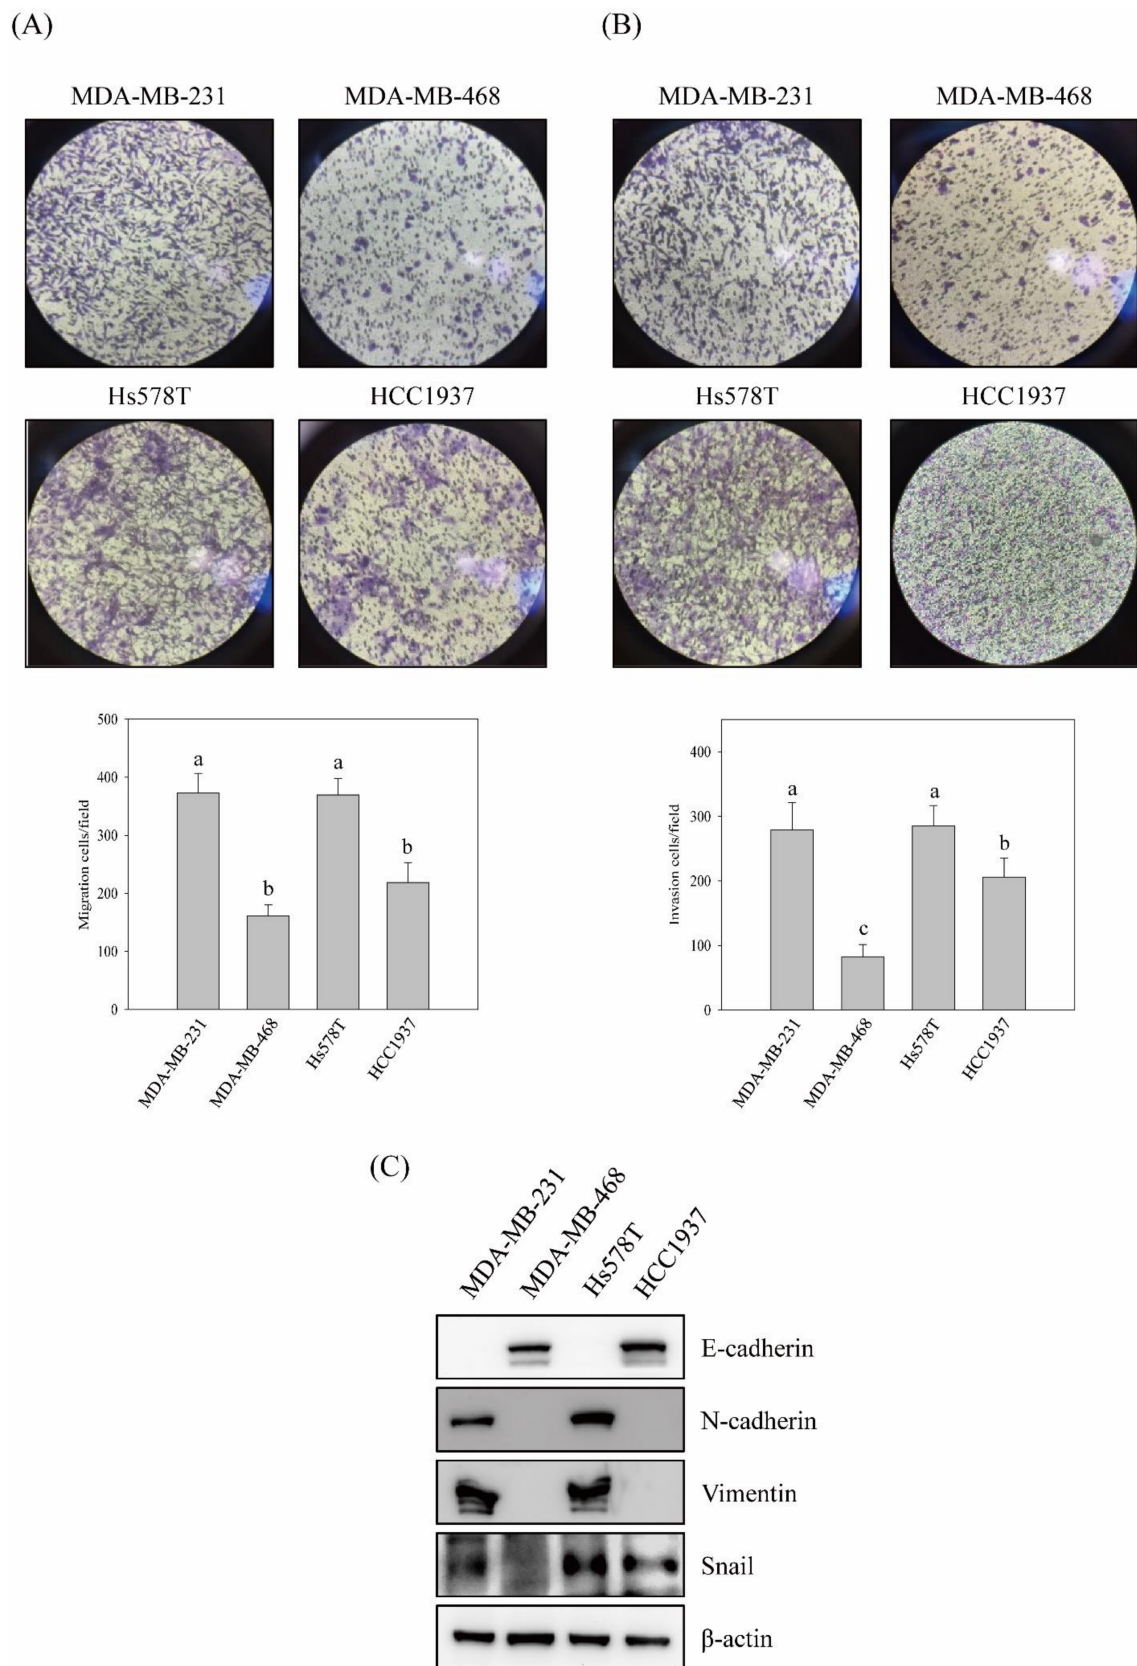 (A)
(B)
MDA-MB-231
MDA-MB-468
MDA-MB-231
MDA-MB-468
Hs578T
HCC1937
Hs578T
HCC1937
500
400
300
200
100
0
Migration cells/field
a
b
a
b
MDA-MB-231
MDA-MB-468
Hs578T
HCC1937
400
300
200
100
0
Invasion cells/field
a
c
a
b
MDA-MB-231
MDA-MB-468
Hs578T
HCC1937
(C)
MDA-MB-231
MDA-MB-468
Hs578T
HCC1937
E-cadherin
N-cadherin
Vimentin
Snail
β-actin